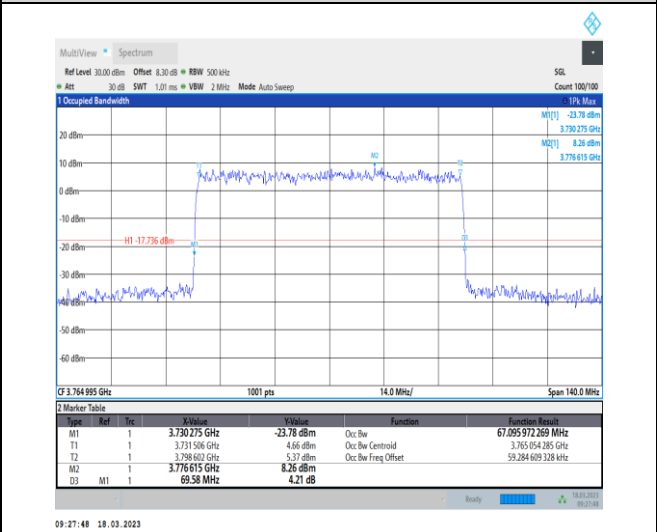 MultiView Spectrum
Ref Level 30.00 dBm Offset 8.30 dB RBW 500 kHz SGL
Att 30 dB SWT 1.01 ms VBW 2 MHz Mode Auto Sweep Count 100/100
1 Occupied Bandwidth 1Pk Max
M1[1] -23.78 dBm
3.730 275 GHz
20 dBm
M2[1] 8.26 dBm
3.776 615 GHz
M2
10 dBm
0 dBm
-10 dBm
H1 -17.736 dBm
M1
D3
-20 dBm
-30 dBm
-40 dBm
-50 dBm
-60 dBm
CF 3.764 995 GHz 1001 pts 14.0 MHz/ Span 140.0 MHz
2 Marker Table
Type Ref Trc X-Value Y-Value Function Function Result
M1 1 3.730 275 GHz -23.78 dBm Occ Bw 67.095 972 269 MHz
T1 1 3.731 506 GHz 4.66 dBm Occ Bw Centroid 3.765 054 285 GHz
T2 1 3.798 602 GHz 5.37 dBm Occ Bw Freq Offset 59.284 609 328 kHz
M2 1 3.776 615 GHz 8.26 dBm
D3 M1 1 69.58 MHz 4.21 dB
Ready 18.03.2023
09:27:48
09:27:48 18.03.2023